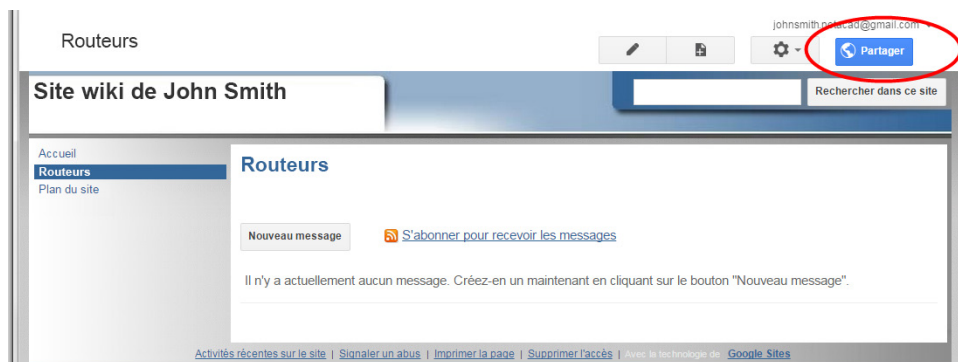 johnsmith.netacad@gmail.com
Routeurs
Partager
Site wiki de John Smith
Rechercher dans ce site
Accueil
Routeurs
Plan du site
Routeurs
Nouveau message
S'abonner pour recevoir les messages
Il n'y a actuellement aucun message. Créez-en un maintenant en cliquant sur le bouton "Nouveau message".
Activités récentes sur le site | Signaler un abus | Imprimer la page | Supprimer l'accès | Avec la technologie de Google Sites